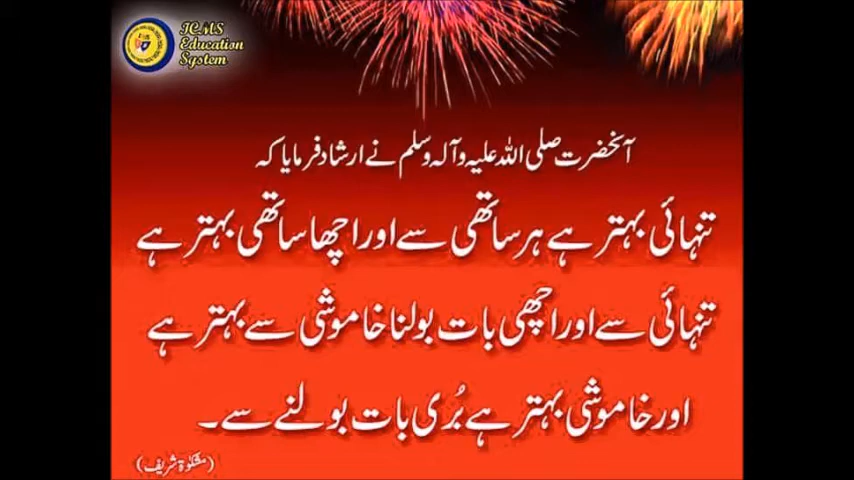 ICMS
Education
System
آنحضرت صلی اللہ علیہ وآلہ وسلم نے ارشاد فرمایا کہ
تنہائی بہتر ہے ہر ساتھی سے اور اچھا ساتھی بہتر ہے
تنہائی سے اور اچھی بات بولنا خاموشی سے بہتر ہے
اور خاموشی بہتر ہے بُری بات بولنے سے۔
(مشکوٰۃ شریف)